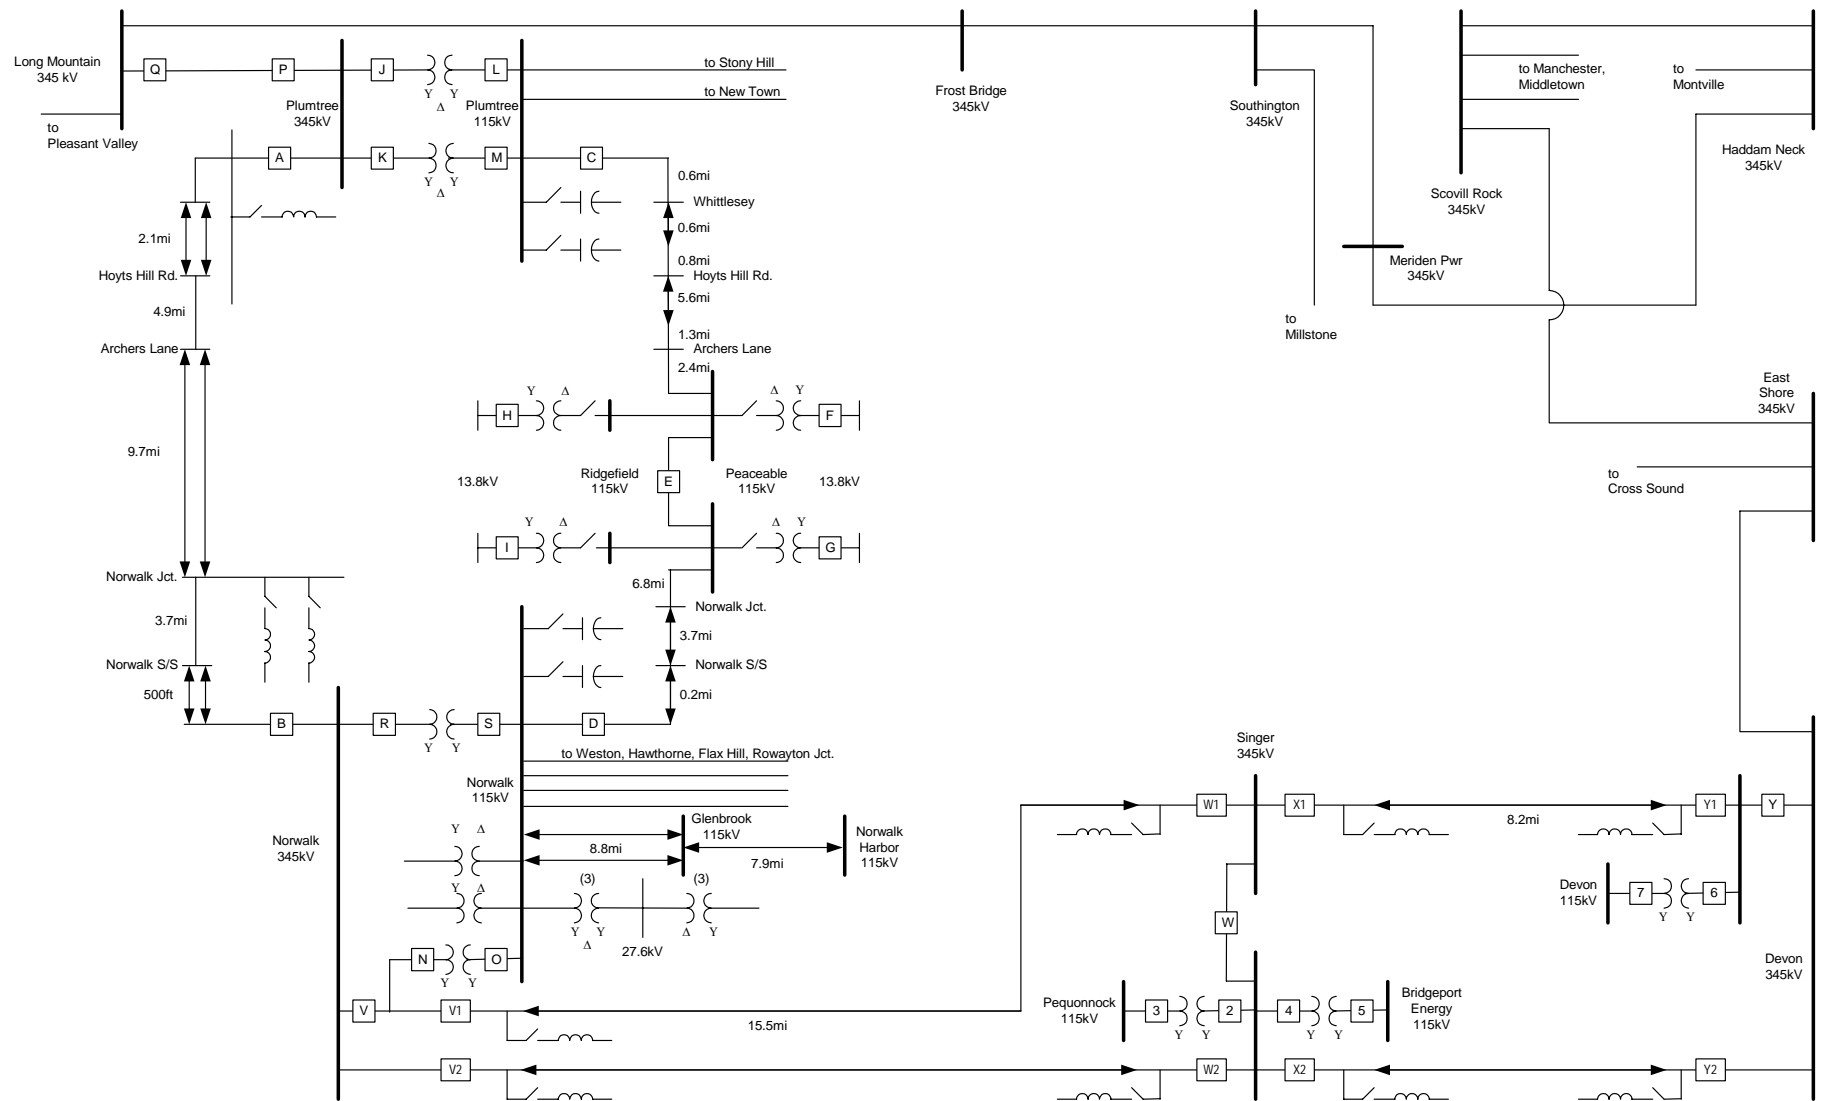 Long Mountain
345 kV
Q
P
J
L
to Stony Hill
to New Town
Y Y
Δ
Plumtree
345kV
Plumtree
115kV
to
Pleasant Valley
A
K
M
C
Y Y
Δ
Frost Bridge
345kV
Southington
345kV
to Manchester,
Middletown
to
Montville
Haddam Neck
345kV
Scovill Rock
345kV
Meriden Pwr
345kV
to
Millstone
0.6mi
Whittlesey
0.6mi
0.8mi
Hoyts Hill Rd.
5.6mi
1.3mi
Archers Lane
2.4mi
2.1mi
Hoyts Hill Rd.
4.9mi
Archers Lane
9.7mi
Norwalk Jct.
3.7mi
Norwalk S/S
500ft
Y Δ
H
Δ Y
F
13.8kV
Ridgefield
115kV
E
Peaceable
115kV
13.8kV
Y Δ
I
Δ Y
G
6.8mi
Norwalk Jct.
3.7mi
Norwalk S/S
0.2mi
East
Shore
345kV
to
Cross Sound
B
R
S
D
Y Y
to Weston, Hawthorne, Flax Hill, Rowayton Jct.
Norwalk
115kV
Norwalk
345kV
Glenbrook
115kV
8.8mi
7.9mi
Norwalk
Harbor
115kV
Y Δ
Y Δ
(3)
(3)
Y Y
Δ
Δ Y
27.6kV
N
O
Y Y
V
V1
15.5mi
V2
Singer
345kV
W1
X1
8.2mi
Y1
Y
Devon
115kV
7
6
Y Y
W
Devon
345kV
Pequonnock
115kV
3
2
4
5
Y Y
Y Y
Bridgeport
Energy
115kV
W2
X2
Y2